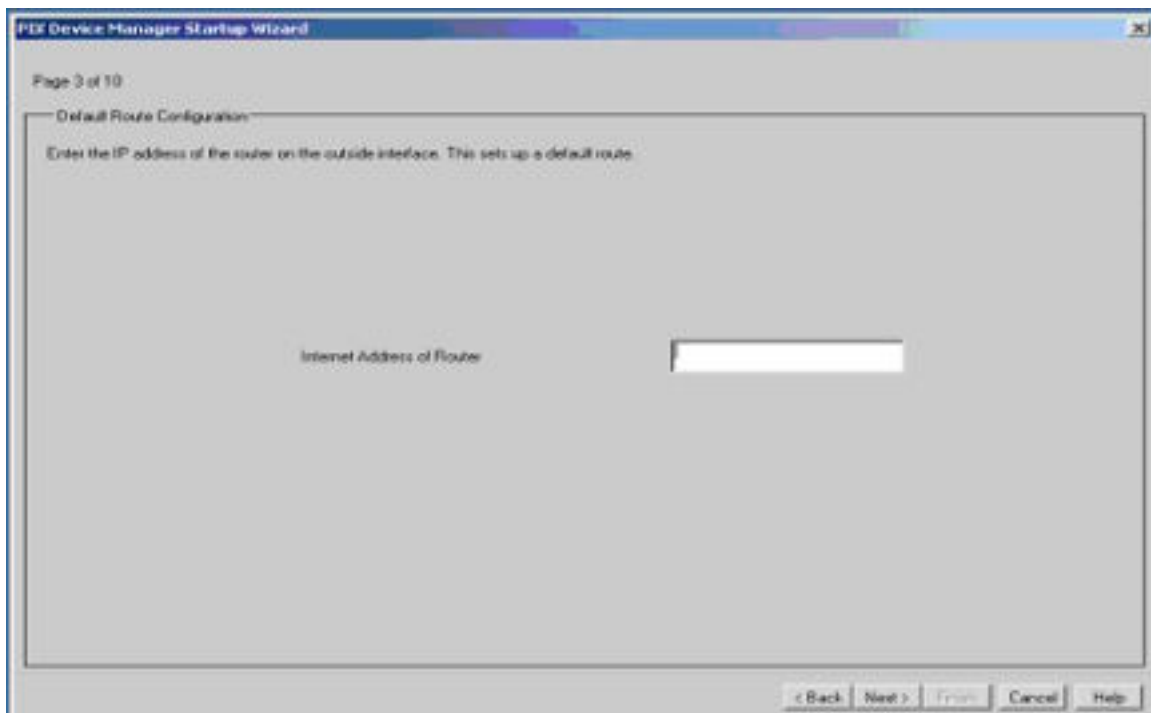 PIX Device Manager Startup Wizard
Page 3 of 10
Default Route Configuration
Enter the IP address of the router on the outside interface. This sets up a default route.
Internet Address of Router
< Back Next > Finish Cancel Help